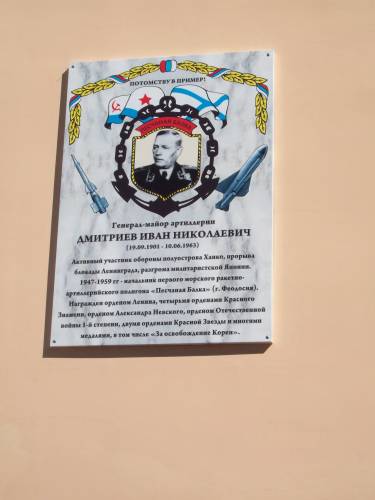 ПОТОМСТВУ В ПРИМЕР!
ПЕСЧАНАЯ БАЛКА
Генерал-майор артиллерии
ДМИТРИЕВ ИВАН НИКОЛАЕВИЧ
(19.09.1901 - 10.06.1963)
Активный участник обороны полуострова Ханко, прорыва
блокады Ленинграда, разгрома милитаристской Японии.
1947-1959 гг - начальник первого морского ракетно-
артиллерийского полигона «Песчаная Балка» (г. Феодосия).
Награжден орденом Ленина, четырьмя орденами Красного
Знамени, орденом Александра Невского, орденом Отечественной
войны 1-й степени, двумя орденами Красной Звезды и многими
медалями, в том числе «За освобождение Кореи».